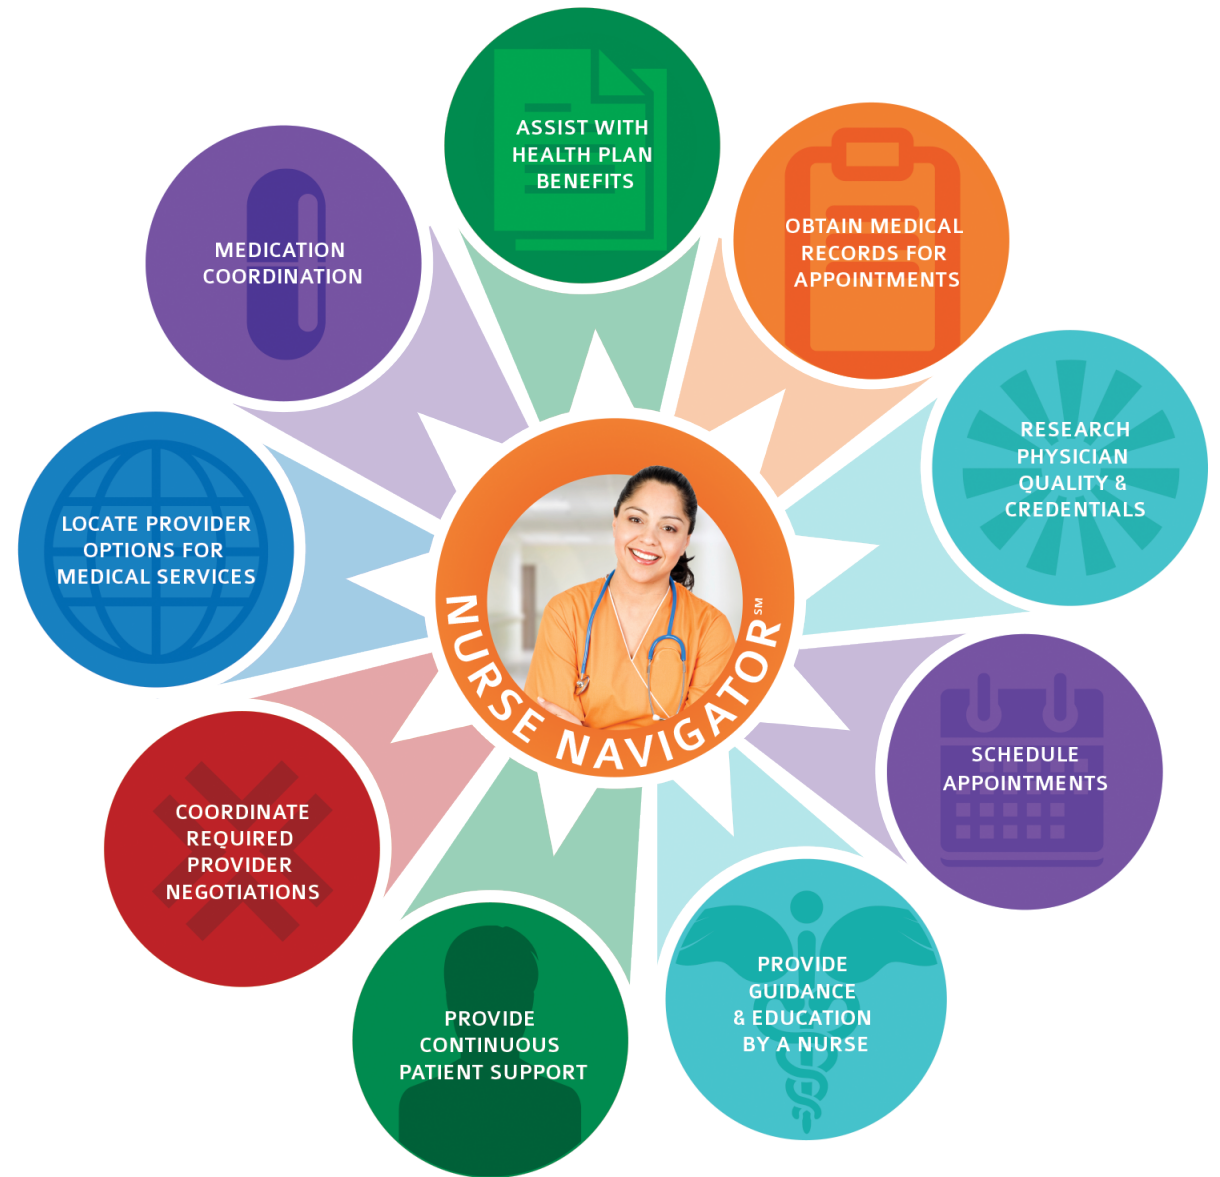 ASSIST WITH
HEALTH PLAN
BENEFITS
OBTAIN MEDICAL
RECORDS FOR
APPOINTMENTS
RESEARCH
PHYSICIAN
QUALITY &
CREDENTIALS
SCHEDULE
APPOINTMENTS
PROVIDE
GUIDANCE
& EDUCATION
BY A NURSE
PROVIDE
CONTINUOUS
PATIENT SUPPORT
COORDINATE
REQUIRED
PROVIDER
NEGOTIATIONS
LOCATE PROVIDER
OPTIONS FOR
MEDICAL SERVICES
MEDICATION
COORDINATION
NURSE NAVIGATOR℠